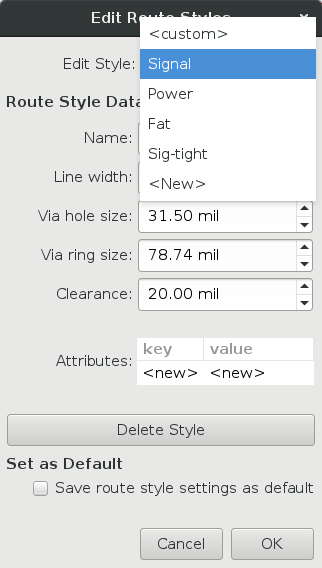 Edit Route Styles
<custom>
Edit Style:
Signal
Power
Route Style Data
Fat
Name:
Sig-tight
Line width:
<New>
Via hole size: 31.50 mil
Via ring size: 78.74 mil
Clearance: 20.00 mil
key value
Attributes:
<new> <new>
Delete Style
Set as Default
Save route style settings as default
Cancel OK